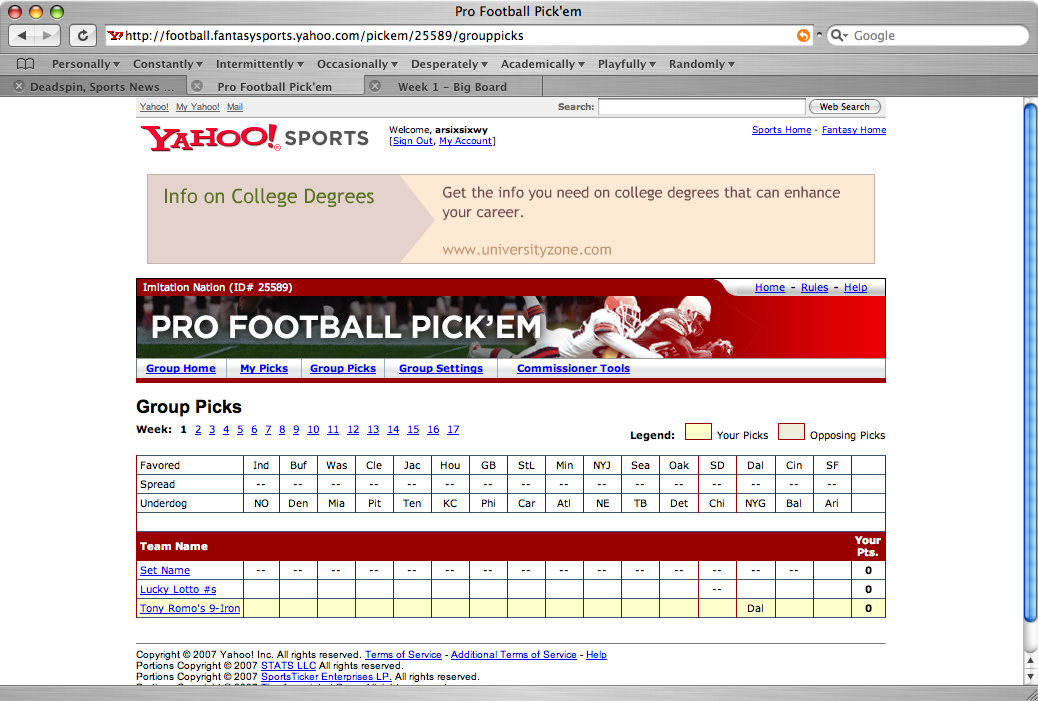 Pro Football Pick'em
http://football.fantasysports.yahoo.com/pickem/25589/grouppicks
Google
Personally Constantly Intermittently Occasionally Desperately Academically Playfully Randomly
Deadspin, Sports News ... Pro Football Pick'em Week 1 – Big Board
Yahoo! My Yahoo! Mail Search: Web Search
YAHOO! SPORTS
Welcome, arsixsixwy
[Sign Out, My Account]
Sports Home - Fantasy Home
Info on College Degrees
Get the info you need on college degrees that can enhance
your career.
www.universityzone.com
Imitation Nation (ID# 25589) Home - Rules - Help
PRO FOOTBALL PICK'EM
Group Home My Picks Group Picks Group Settings Commissioner Tools
Group Picks
Week: 1 2 3 4 5 6 7 8 9 10 11 12 13 14 15 16 17
Legend: Your Picks Opposing Picks
Favored Ind Buf Was Cle Jac Hou GB StL Min NYJ Sea Oak SD Dal Cin SF
Spread -- -- -- -- -- -- -- -- -- -- -- -- -- -- -- --
Underdog NO Den Mia Pit Ten KC Phi Car Atl NE TB Det Chi NYG Bal Ari
Team Name Your
Pts.
Set Name -- -- -- -- -- -- -- -- -- -- -- -- -- -- -- 0
Lucky Lotto #s -- 0
Tony Romo's 9-Iron Dal 0
Copyright © 2007 Yahoo! Inc. All rights reserved. Terms of Service - Additional Terms of Service - Help
Portions Copyright © 2007 STATS LLC All rights reserved.
Portions Copyright © 2007 SportsTicker Enterprises LP. All rights reserved.